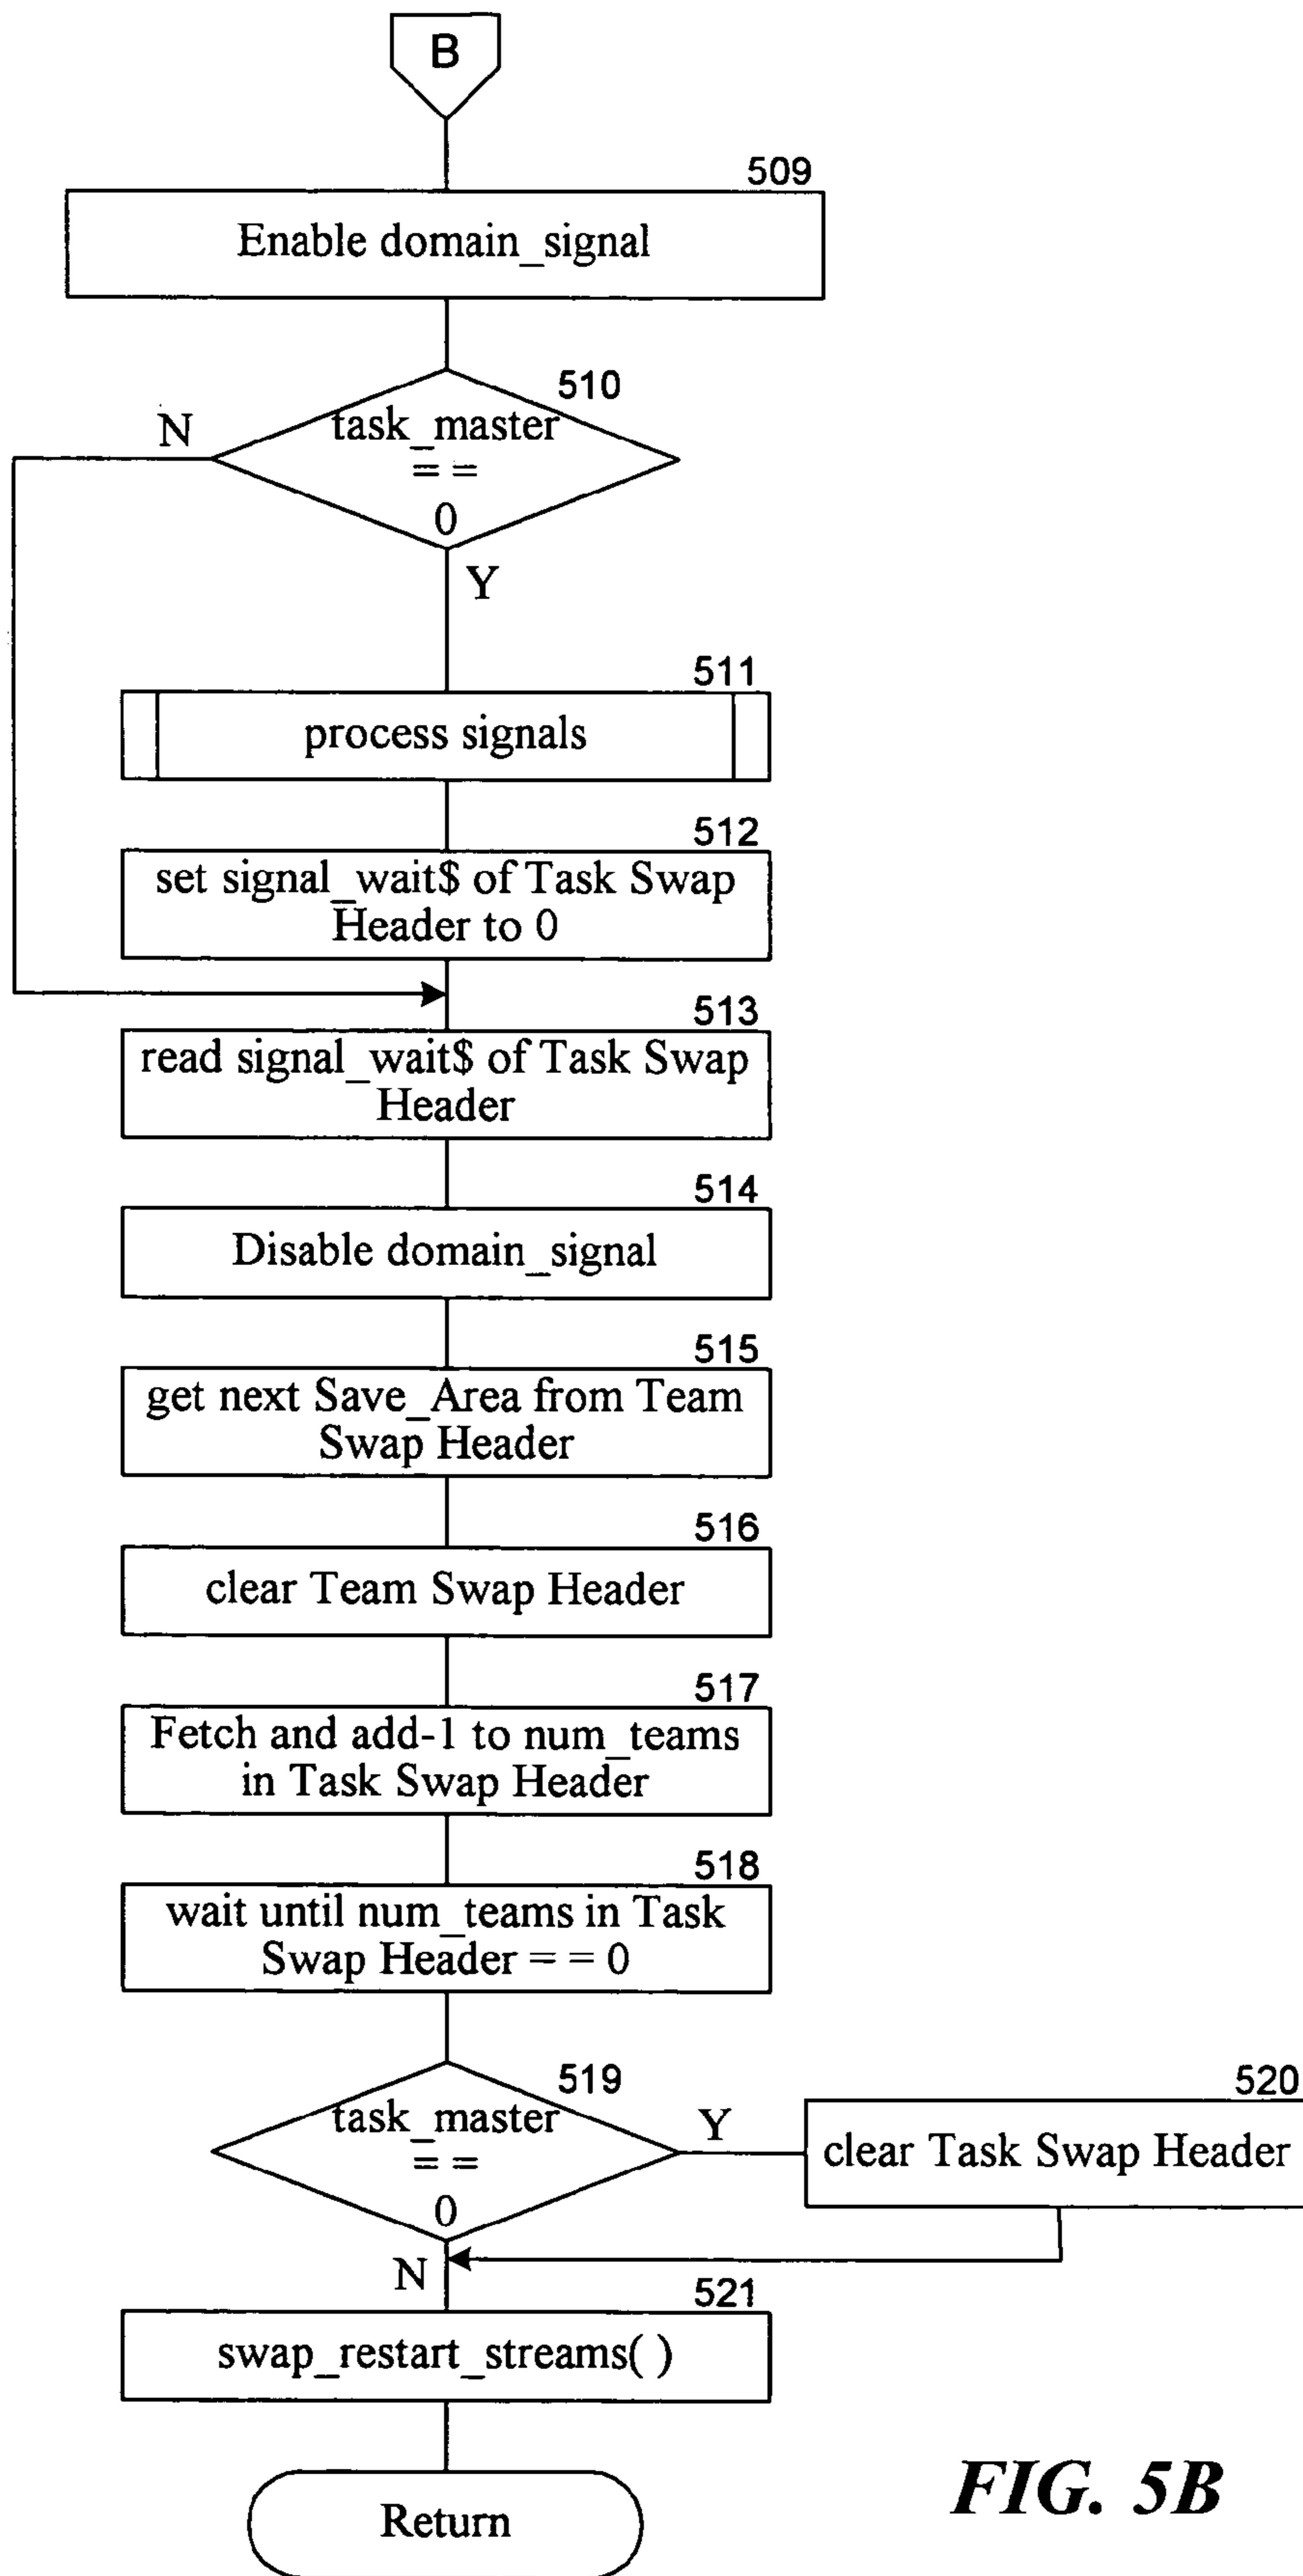 B
509
Enable domain_signal
510
N
task_master
= =
0
Y
511
process signals
512
set signal_wait$ of Task Swap
Header to 0
513
read signal_wait$ of Task Swap
Header
514
Disable domain_signal
515
get next Save_Area from Team
Swap Header
516
clear Team Swap Header
517
Fetch and add-1 to num_teams
in Task Swap Header
518
wait until num_teams in Task
Swap Header = = 0
519
task_master
= =
0
Y
520
clear Task Swap Header
N
521
swap_restart_streams( )
Return
FIG. 5B